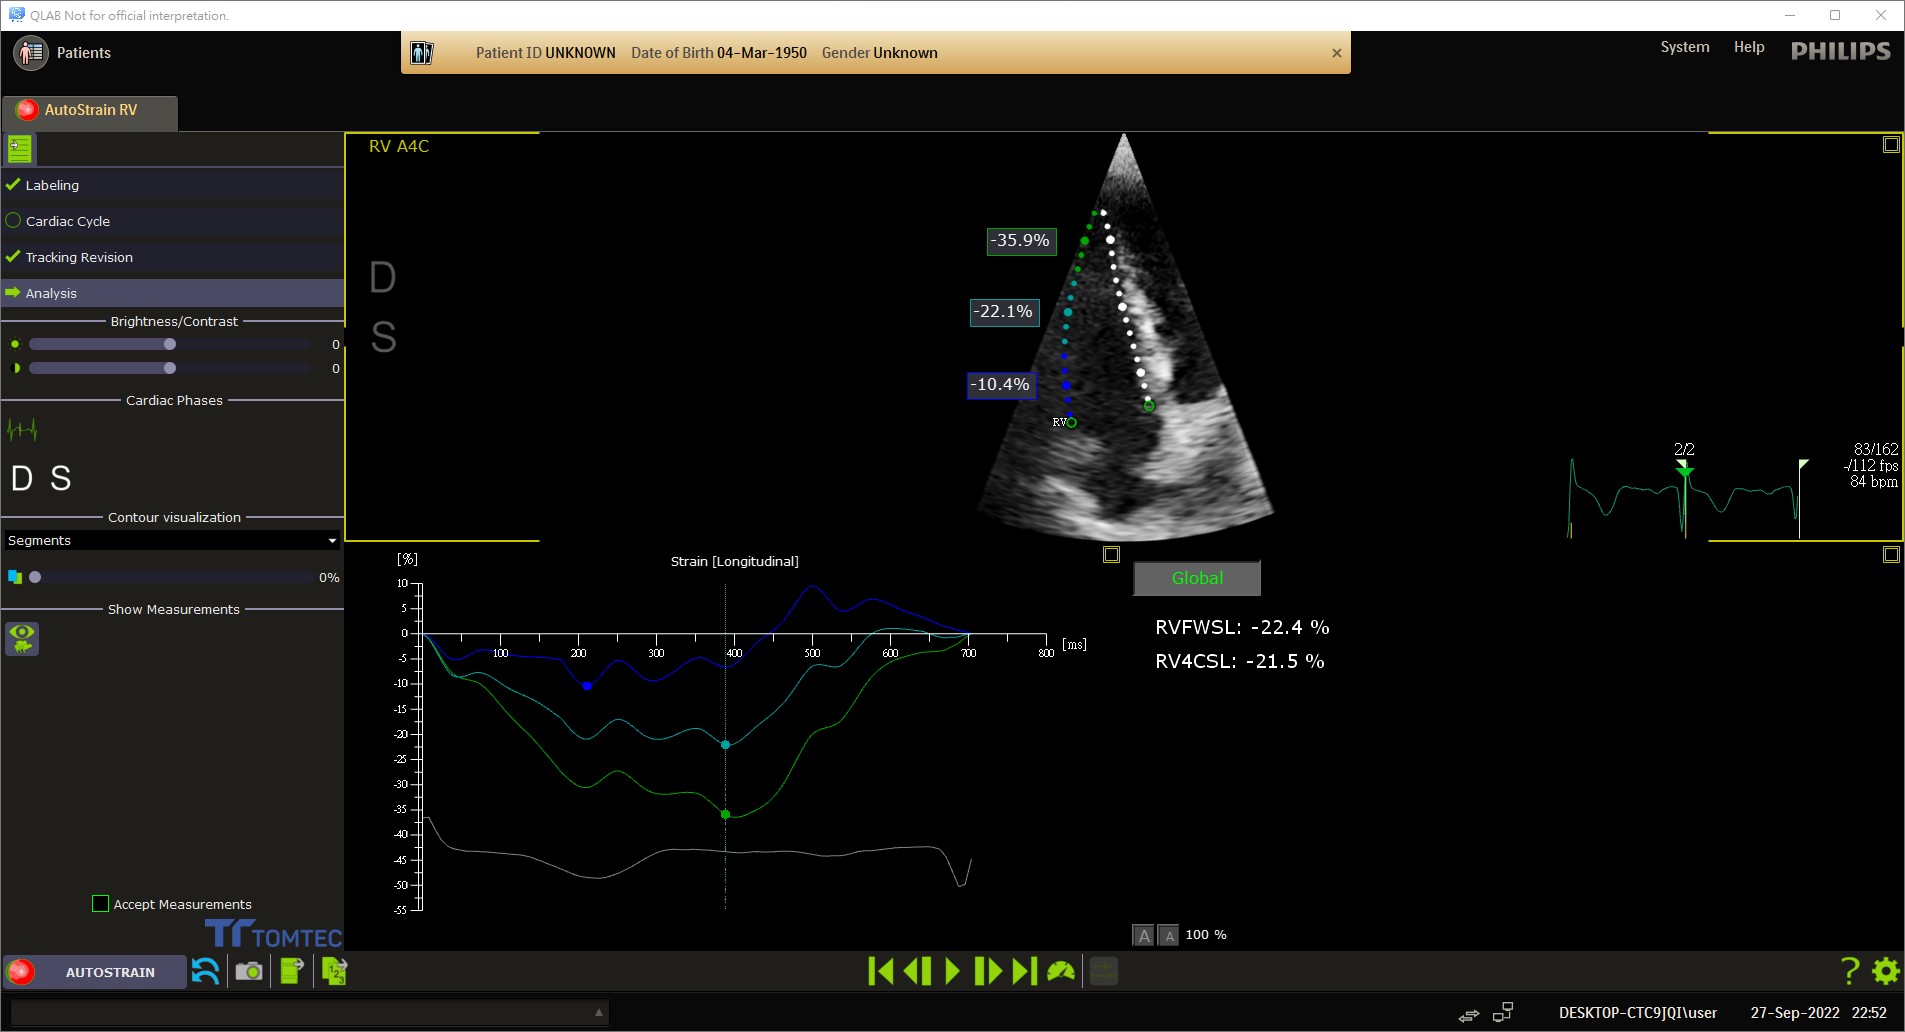 QLAB Not for official interpretation.
Patients
Patient ID UNKNOWN Date of Birth 04-Mar-1950 Gender Unknown
System Help PHILIPS
AutoStrain RV
Labeling
Cardiac Cycle
Tracking Revision
Analysis
Brightness/Contrast
0
0
Cardiac Phases
D S
Contour visualization
Segments
0%
Show Measurements
Accept Measurements
TOMTEC
RV A4C
D
S
-35.9%
-22.1%
-10.4%
RV
2/2
83/162
-/112 fps
84 bpm
[%]
Strain [Longitudinal]
10
5
0
-5
-10
-15
-20
-25
-30
-35
-40
-45
-50
-55
100 200 300 400 500 600 700 800 [ms]
Global
RVFWSL: -22.4 %
RV4CSL: -21.5 %
A A 100 %
AUTOSTRAIN
123
?
DESKTOP-CTC9JQI\user 27-Sep-2022 22:52